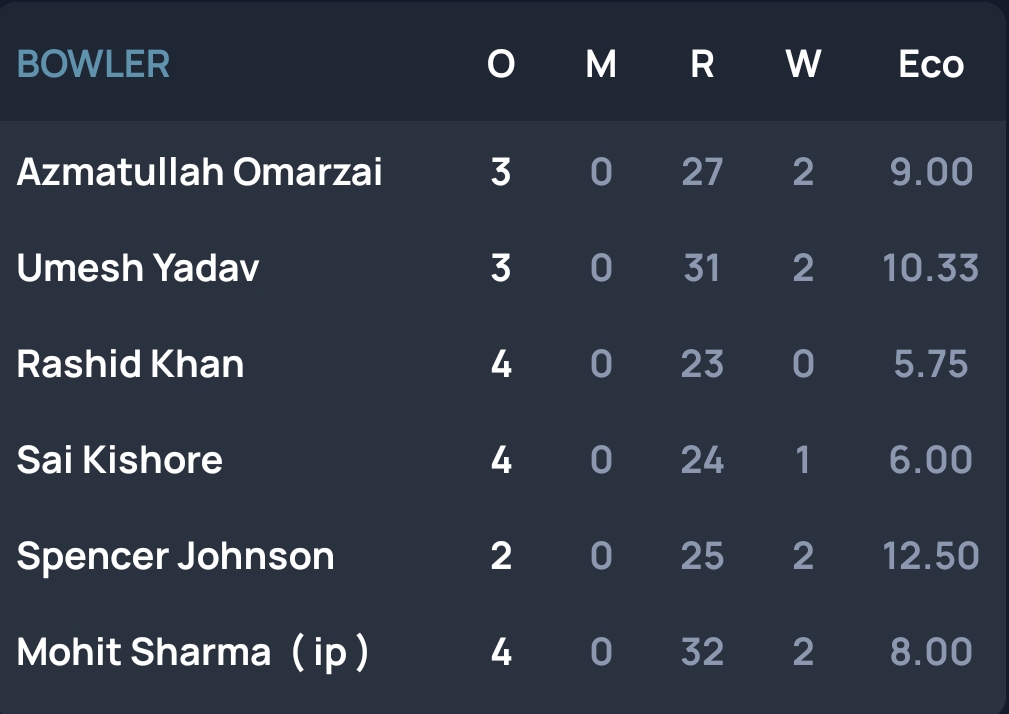 BOWLER O M R W Eco
Azmatullah Omarzai 3 0 27 2 9.00
Umesh Yadav 3 0 31 2 10.33
Rashid Khan 4 0 23 0 5.75
Sai Kishore 4 0 24 1 6.00
Spencer Johnson 2 0 25 2 12.50
Mohit Sharma ( ip ) 4 0 32 2 8.00